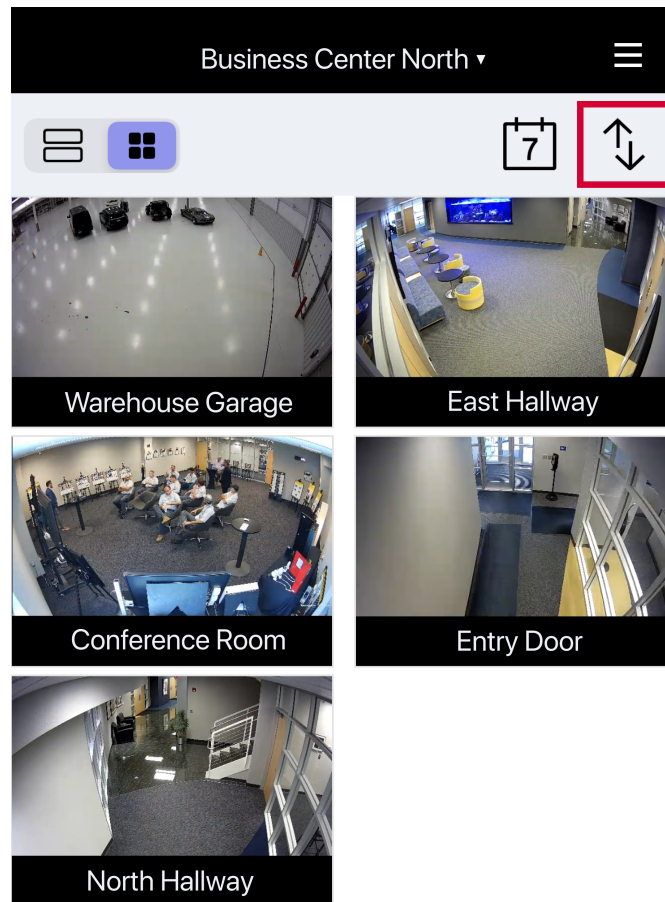 Business Center North ▾
7
Warehouse Garage
East Hallway
Conference Room
Entry Door
North Hallway